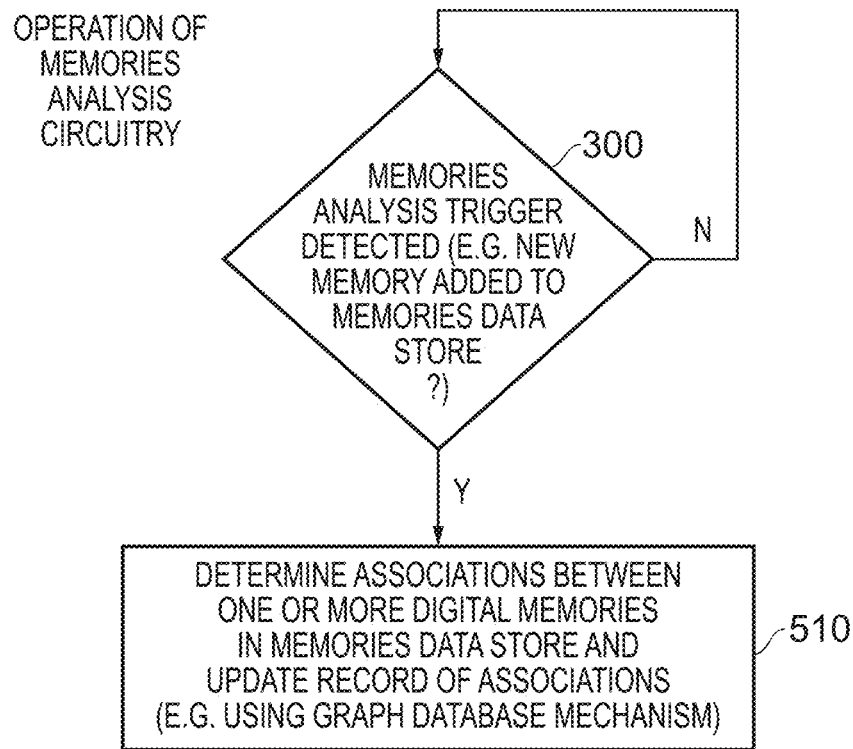 OPERATION OF
MEMORIES
ANALYSIS
CIRCUITRY
300
MEMORIES
ANALYSIS TRIGGER
DETECTED (E.G. NEW
MEMORY ADDED TO
MEMORIES DATA
STORE
?)
N
Y
DETERMINE ASSOCIATIONS BETWEEN
ONE OR MORE DIGITAL MEMORIES
IN MEMORIES DATA STORE AND
UPDATE RECORD OF ASSOCIATIONS
(E.G. USING GRAPH DATABASE MECHANISM)
510